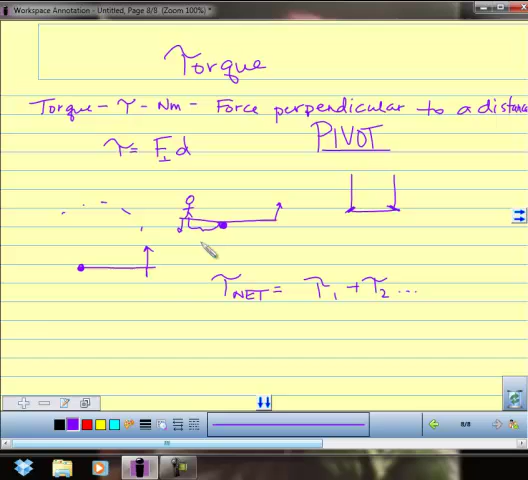 Workspace Annotation - Untitled, Page 8/8 (Zoom 100%) *
Torque
Torque - τ - Nm - Force perpendicular to a distance
τ = F⊥d
PIVOT
d
τNET = τ1 + τ2 ...
8/8